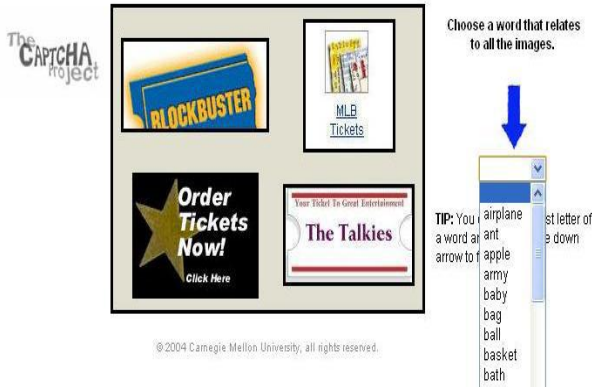 The
CAPTCHA
Project
BLOCKBUSTER
MLB
Tickets
Order
Tickets
Now!
Click Here
Your Ticket To Great Entertainment
The Talkies
Choose a word that relates
to all the images.
TIP: You st letter of
a word e down
arrow to
airplane
ant
apple
army
baby
bag
ball
basket
bath
© 2004 Carnegie Mellon University, all rights reserved.